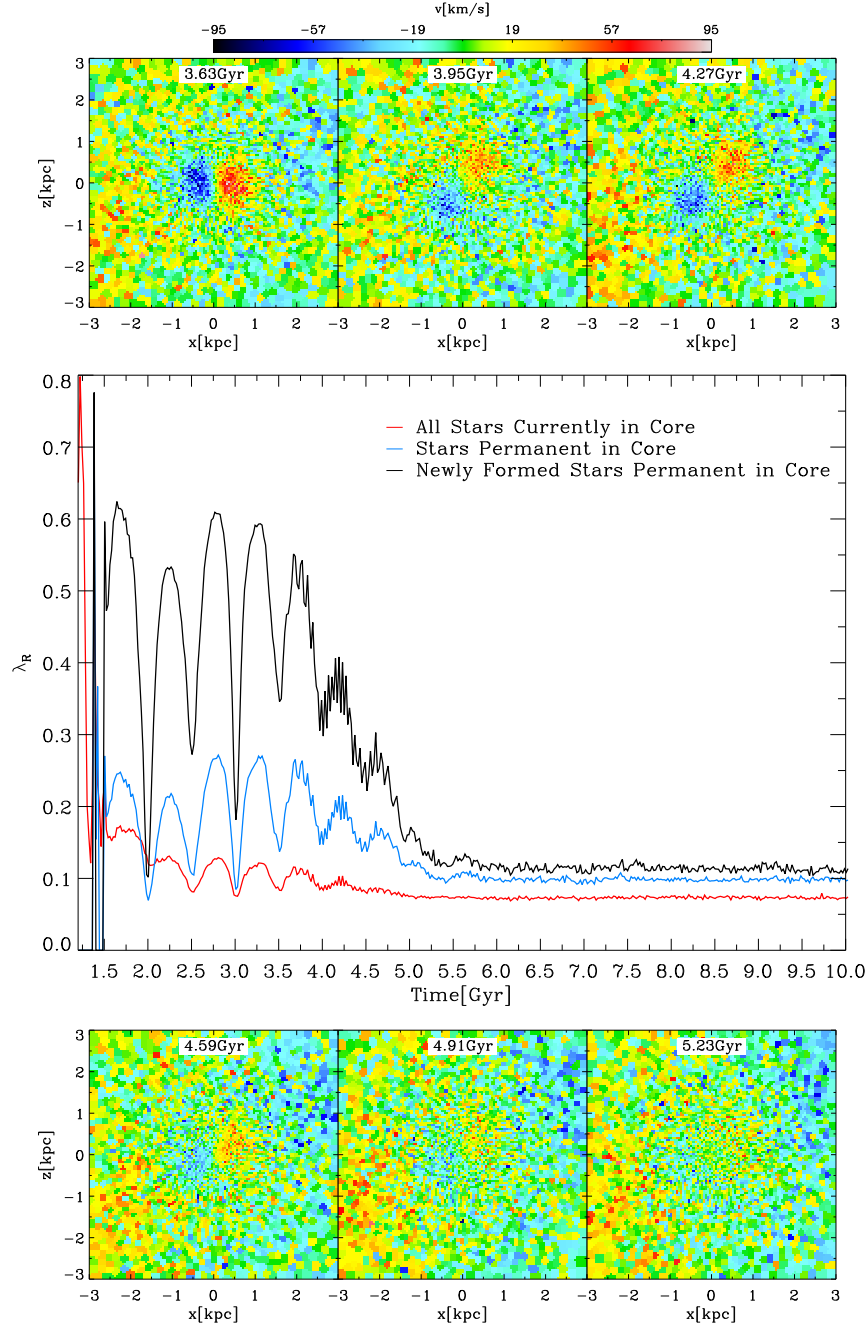 v[km/s]
−95 −57 −19 19 57 95
3.63Gyr 3.95Gyr 4.27Gyr
3
2
1
0
−1
−2
−3
z[kpc]
−3 −2 −1 0 1 2 −3 −2 −1 0 1 2 −3 −2 −1 0 1 2 3
x[kpc] x[kpc] x[kpc]
0.8
0.7
0.6
0.5
0.4
0.3
0.2
0.1
0.0
λR
All Stars Currently in Core
Stars Permanent in Core
Newly Formed Stars Permanent in Core
1.5 2.0 2.5 3.0 3.5 4.0 4.5 5.0 5.5 6.0 6.5 7.0 7.5 8.0 8.5 9.0 9.5 10.0
Time[Gyr]
4.59Gyr 4.91Gyr 5.23Gyr
3
2
1
0
−1
−2
−3
z[kpc]
−3 −2 −1 0 1 2 −3 −2 −1 0 1 2 −3 −2 −1 0 1 2 3
x[kpc] x[kpc] x[kpc]